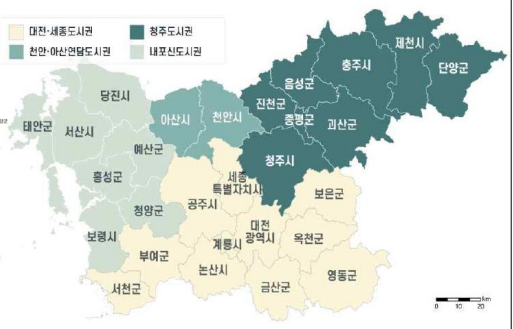 대전·세종도시권
청주도시권
천안·아산연담도시권
내포신도시권
제천시
단양군
충주시
음성군
당진시
진천군
증평군
괴산군
아산시
천안시
태안군
서산시
예산군
청주시
홍성군
세종
특별자치시
보은군
청양군
공주시
대전
광역시
보령시
계룡시
옥천군
부여군
논산시
영동군
서천군
금산군
km
0 10 20